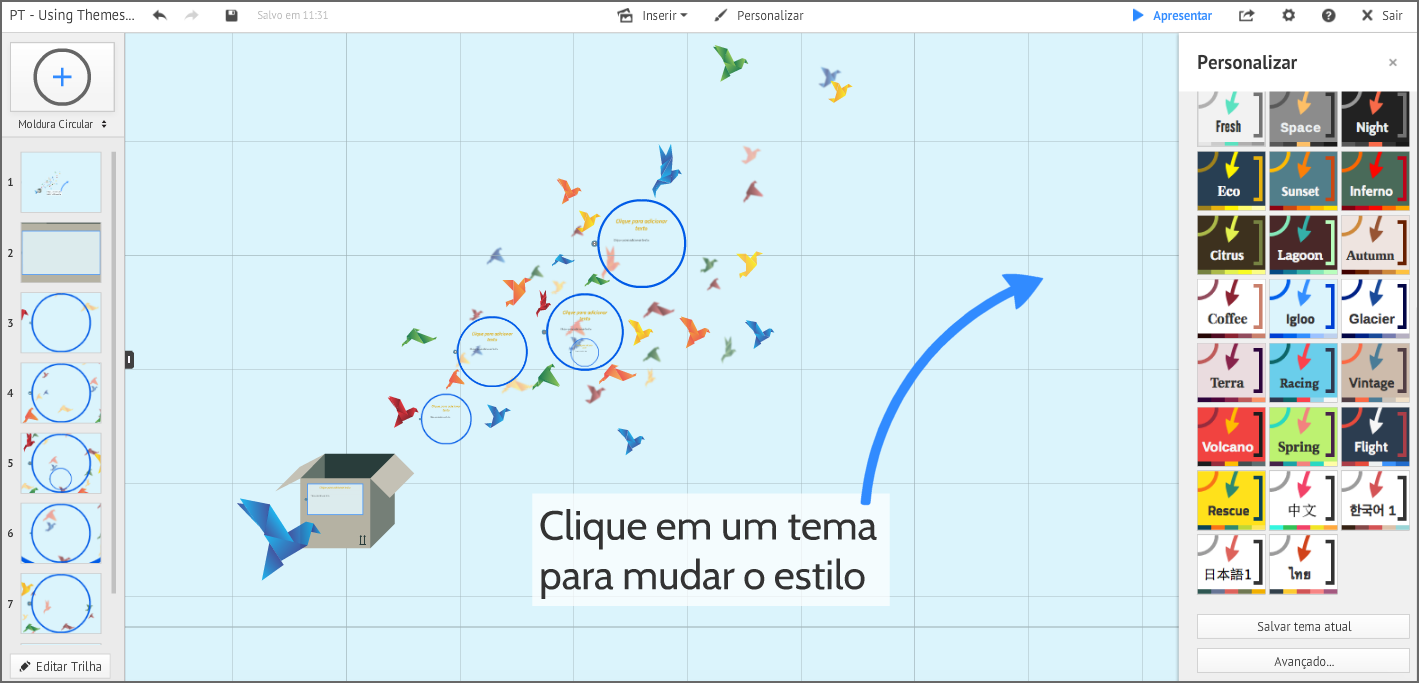 PT - Using Themes...
Salvo em 11:31
Inserir
Personalizar
Apresentar
Sair
Moldura Circular
1
2
3
4
5
6
7
Editar Trilha
Clique para adicionar
texto
Clique para adicionar
texto
Clique para adicionar
texto
Clique em um tema
para mudar o estilo
Personalizar
×
Fresh
Space
Night
Eco
Sunset
Inferno
Citrus
Lagoon
Autumn
Coffee
Igloo
Glacier
Terra
Racing
Vintage
Volcano
Spring
Flight
Rescue
中文
한국어 1
日本語1
ไทย
Salvar tema atual
Avançado...